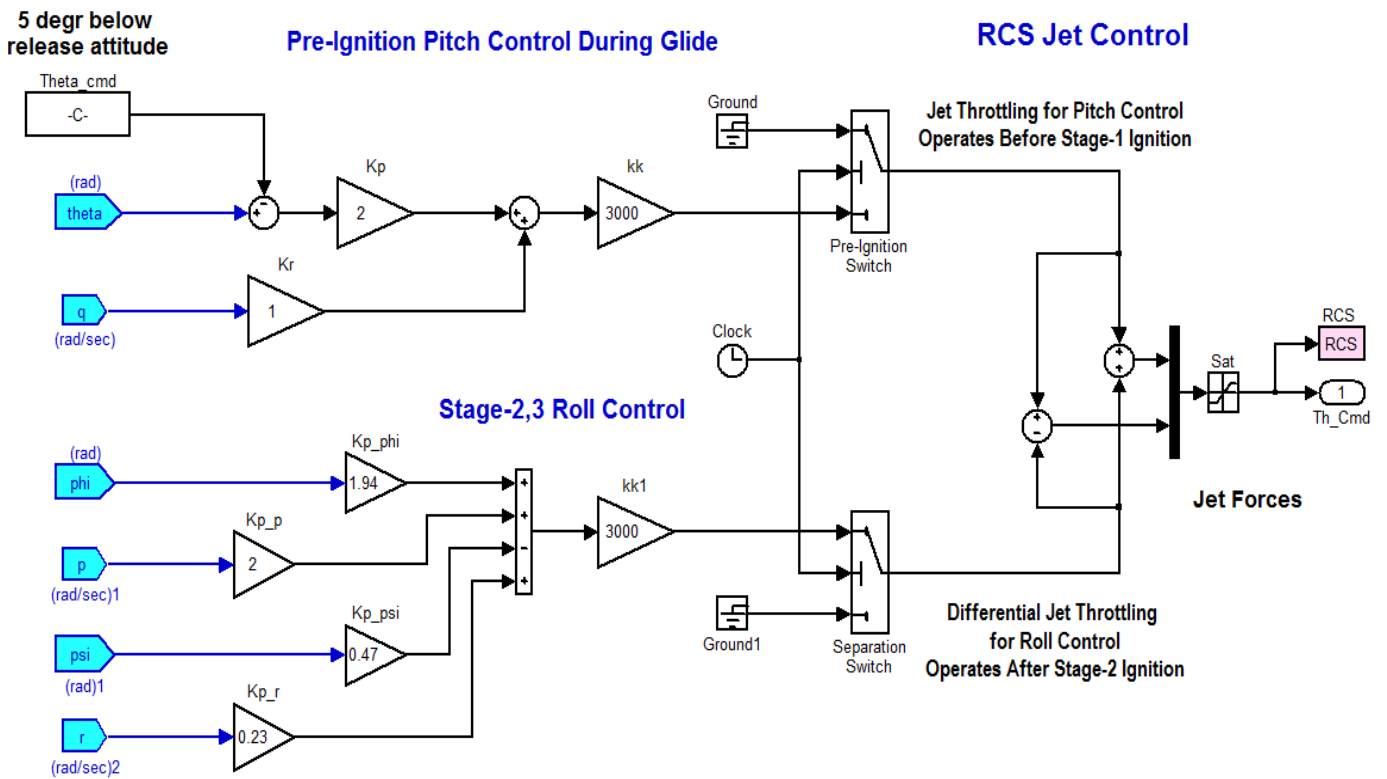 5 degr below
release attitude
Pre-Ignition Pitch Control During Glide
RCS Jet Control
Theta_cmd
-C-
Ground
Jet Throttling for Pitch Control
Operates Before Stage-1 Ignition
(rad)
theta
+
-
Kp
2
+
+
kk
3000
Pre-Ignition
Switch
Kr
1
q
(rad/sec)
Clock
RCS
RCS
+
+
Sat
1
Th_Cmd
Stage-2,3 Roll Control
+
-
(rad)
phi
Kp_phi
1.94
+
+
-
+
kk1
3000
Jet Forces
Kp_p
2
p
(rad/sec)1
Kp_psi
0.47
psi
(rad)1
Ground1
Separation
Switch
Differential Jet Throttling
for Roll Control
Operates After Stage-2 Ignition
Kp_r
0.23
r
(rad/sec)2